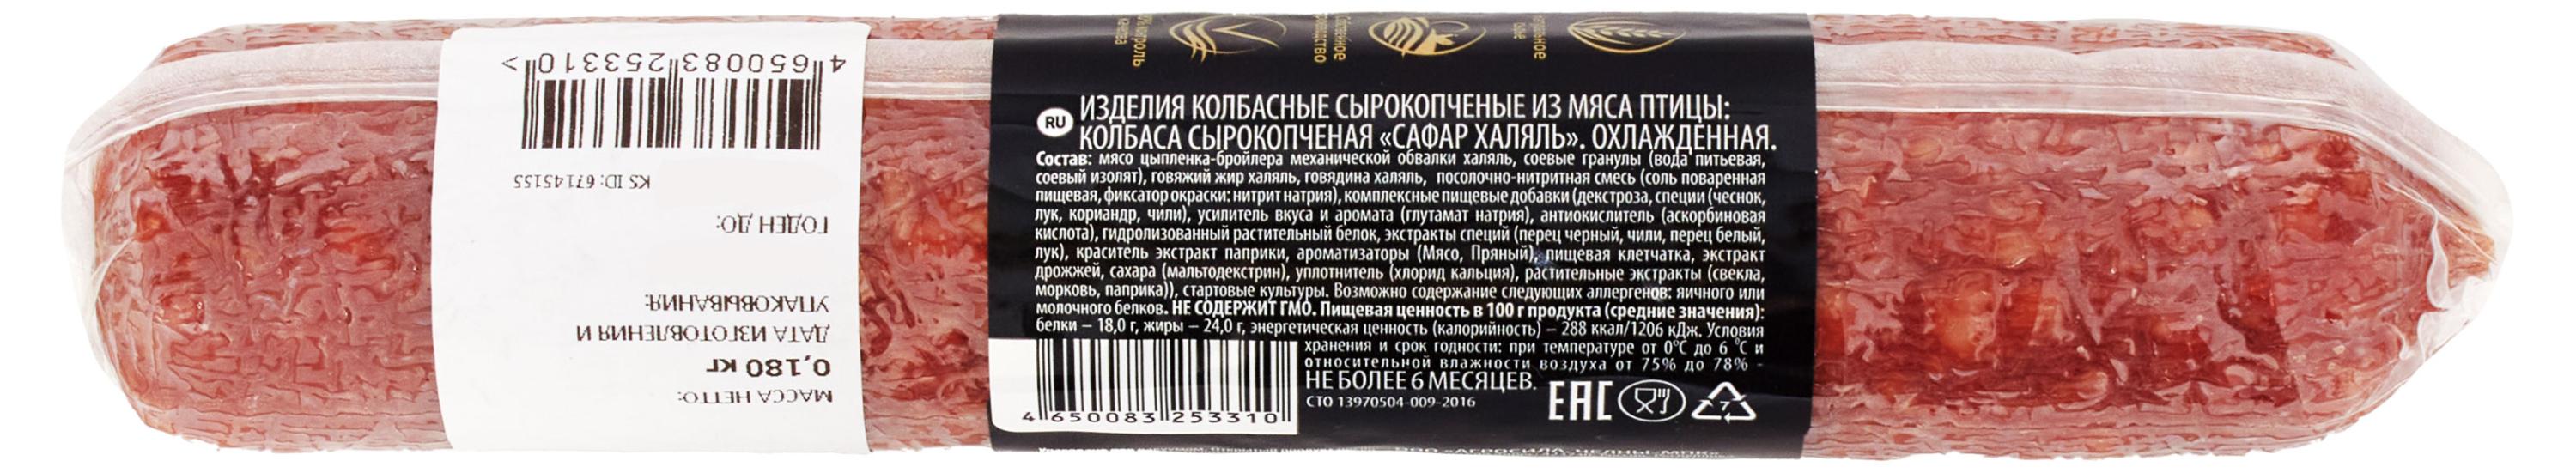 4 650083 253310 >
KS ID: 67145155
ГОДЕН ДО:
ДАТА ИЗГОТОВЛЕНИЯ И
УПАКОВЫВАНИЯ:
МАССА НЕТТО:
0,180 кг
RU
ИЗДЕЛИЯ КОЛБАСНЫЕ СЫРОКОПЧЕНЫЕ ИЗ МЯСА ПТИЦЫ:
КОЛБАСА СЫРОКОПЧЕНАЯ «САФАР ХАЛЯЛЬ». ОХЛАЖДЕННАЯ.
Состав: мясо цыпленка-бройлера механической обвалки халяль, соевые гранулы (вода питьевая,
соевый изолят), говяжий жир халяль, говядина халяль, посолочно-нитритная смесь (соль поваренная
пищевая, фиксатор окраски: нитрит натрия), комплексные пищевые добавки (декстроза, специи (чеснок,
лук, кориандр, чили), усилитель вкуса и аромата (глутамат натрия), антиокислитель (аскорбиновая
кислота), гидролизованный растительный белок, экстракты специй (перец черный, чили, перец белый,
лук), краситель экстракт паприки, ароматизаторы (Мясо, Пряный), пищевая клетчатка, экстракт
дрожжей, сахара (мальтодекстрин), уплотнитель (хлорид кальция), растительные экстракты (свекла,
морковь, паприка)), стартовые культуры. Возможно содержание следующих аллергенов: яичного или
молочного белков. НЕ СОДЕРЖИТ ГМО. Пищевая ценность в 100 г продукта (средние значения):
белки – 18,0 г, жиры – 24,0 г, энергетическая ценность (калорийность) – 288 ккал/1206 кДж. Условия
хранения и срок годности: при температуре от 0°С до 6 °С и
относительной влажности воздуха от 75% до 78% -
НЕ БОЛЕЕ 6 МЕСЯЦЕВ.
СТО 13970504-009-2016
EAC
7
4 650083 253310